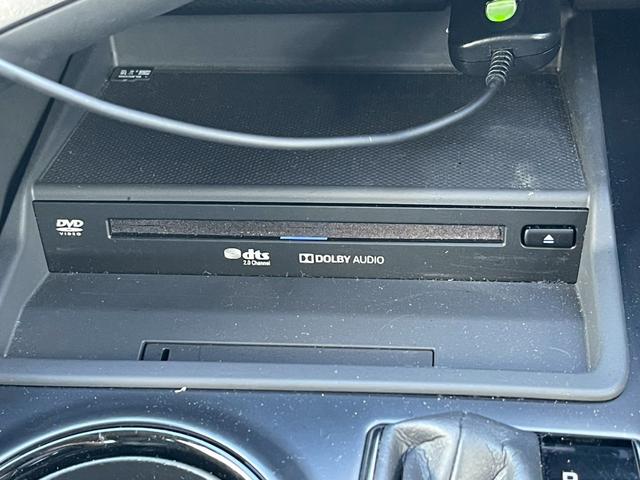 DVD
VIDEO
dts
2.0 Channel
DOLBY AUDIO
R